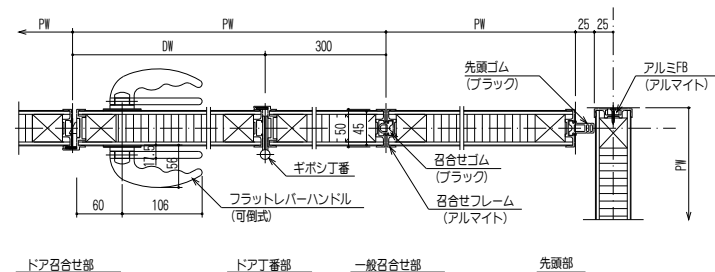 PW
PW
PW
25
25
DW
300
先頭ゴム
(ブラック)
アルミFB
(アルマイト)
50
45
PW
17.5
56
ギボシ丁番
召合せゴム
(ブラック)
フラットレバーハンドル
(可倒式)
召合せフレーム
(アルマイト)
60
106
ドア召合せ部
ドア丁番部
一般召合せ部
先頭部